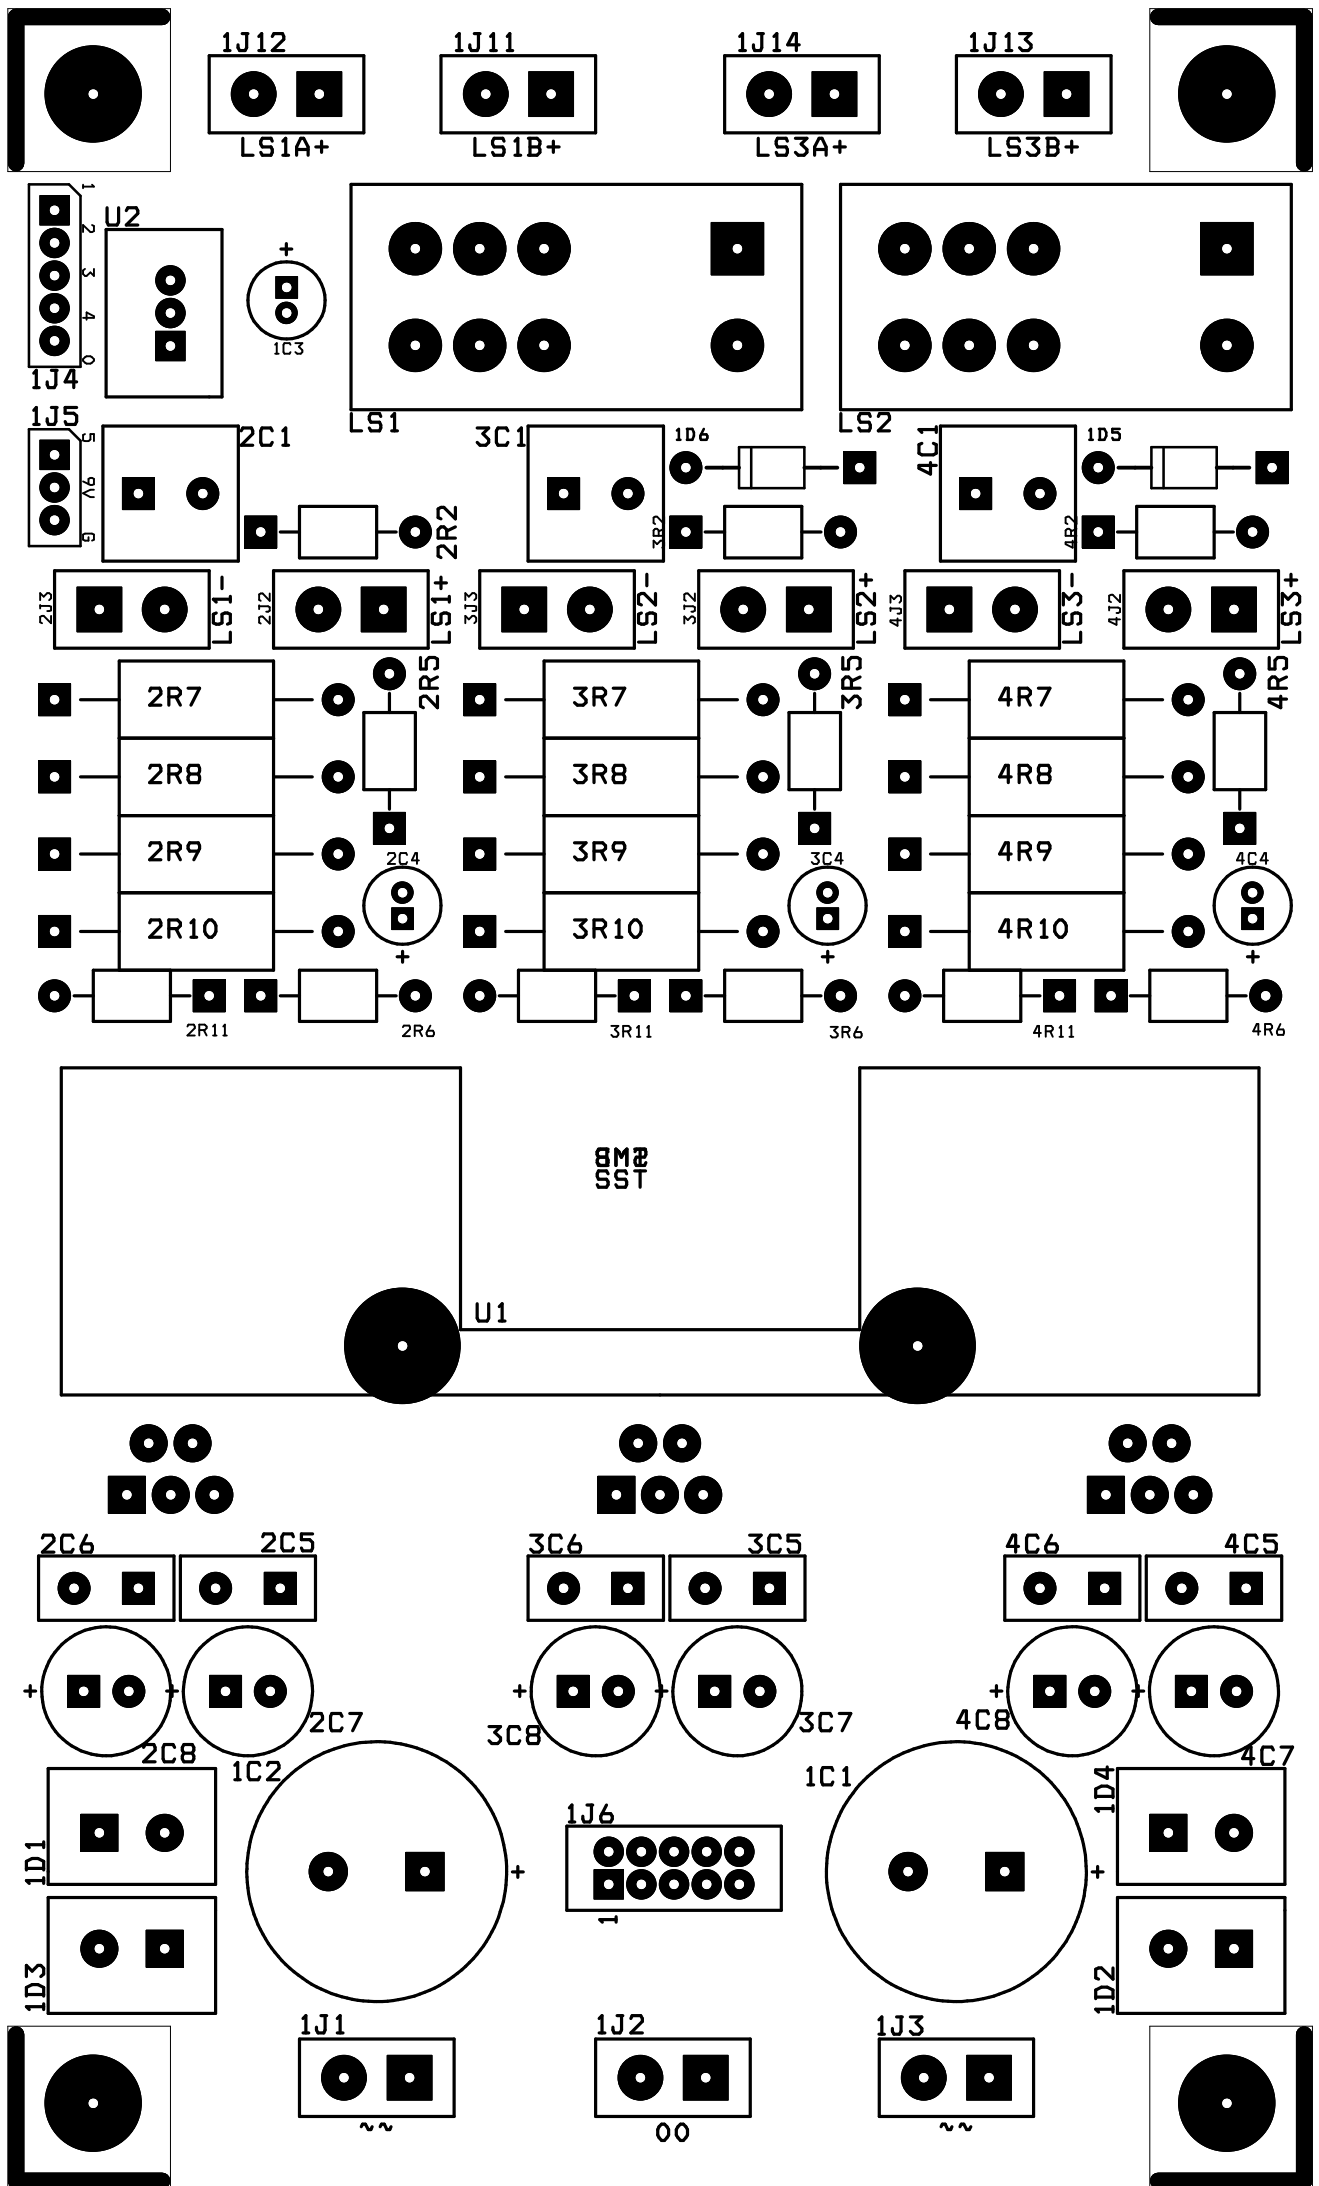 1J12 1J11 1J14 1J13
LS1A+ LS1B+ LS3A+ LS3B+
1
U2
2
+
3
4
1C3
0
1J4
1J5 LS1 LS2
5 2C1 3C1 1D6 4C1 1D5
9V
G 2R2 3R2 4R2
2J3 LS1- 2J2 LS1+ 3J3 LS2- 3J2 LS2+ 4J3 LS3- 4J2 LS3+
2R7 2R5 3R7 3R5 4R7 4R5
2R8 3R8 4R8
2R9 2C4 3R9 3C4 4R9 4C4
2R10 3R10 4R10
+ + +
2R11 2R6 3R11 3R6 4R11 4R6
SST
U1
2C6 2C5 3C6 3C5 4C6 4C5
+ + + + + +
2C7 3C8 3C7 4C8
2C8 1C2 1C1 4C7
1D4
1J6
1D1 + +
1
1D3 1D2
1J1 1J2 1J3
~~ 00 ~~